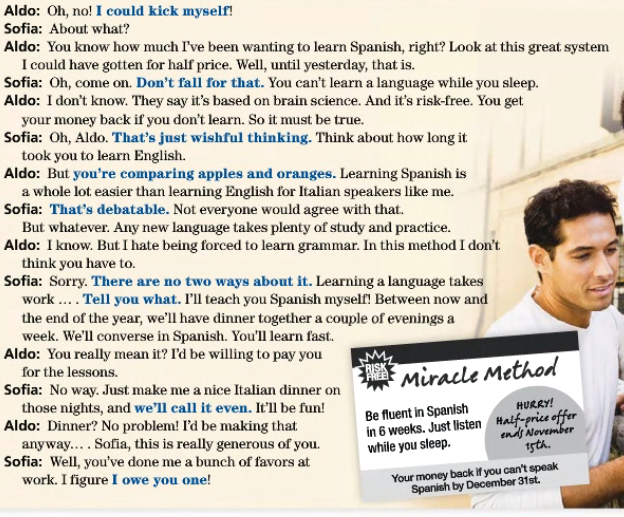 Aldo: Oh, no! I could kick myself!
Sofia: About what?
Aldo: You know how much I've been wanting to learn Spanish, right? Look at this great system
I could have gotten for half price. Well, until yesterday, that is.
Sofia: Oh, come on. Don't fall for that. You can't learn a language while you sleep.
Aldo: I don't know. They say it's based on brain science. And it's risk-free. You get
your money back if you don't learn. So it must be true.
Sofia: Oh, Aldo. That's just wishful thinking. Think about how long it
took you to learn English.
Aldo: But you're comparing apples and oranges. Learning Spanish is
a whole lot easier than learning English for Italian speakers like me.
Sofia: That's debatable. Not everyone would agree with that.
But whatever. Any new language takes plenty of study and practice.
Aldo: I know. But I hate being forced to learn grammar. In this method I don't
think you have to.
Sofia: Sorry. There are no two ways about it. Learning a language takes
work .... Tell you what. I'll teach you Spanish myself! Between now and
the end of the year, we'll have dinner together a couple of evenings a
week. We'll converse in Spanish. You'll learn fast.
Aldo: You really mean it? I'd be willing to pay you
for the lessons.
Sofia: No way. Just make me a nice Italian dinner on
those nights, and we'll call it even. It'll be fun!
Aldo: Dinner? No problem! I'd be making that
anyway.... Sofia, this is really generous of you.
Sofia: Well, you've done me a bunch of favors at
work. I figure I owe you one!
RISK
FREE!
Miracle Method
Be fluent in Spanish
in 6 weeks. Just listen
while you sleep.
HURRY!
Half-price offer
ends November
15th.
Your money back if you can't speak
Spanish by December 31st.